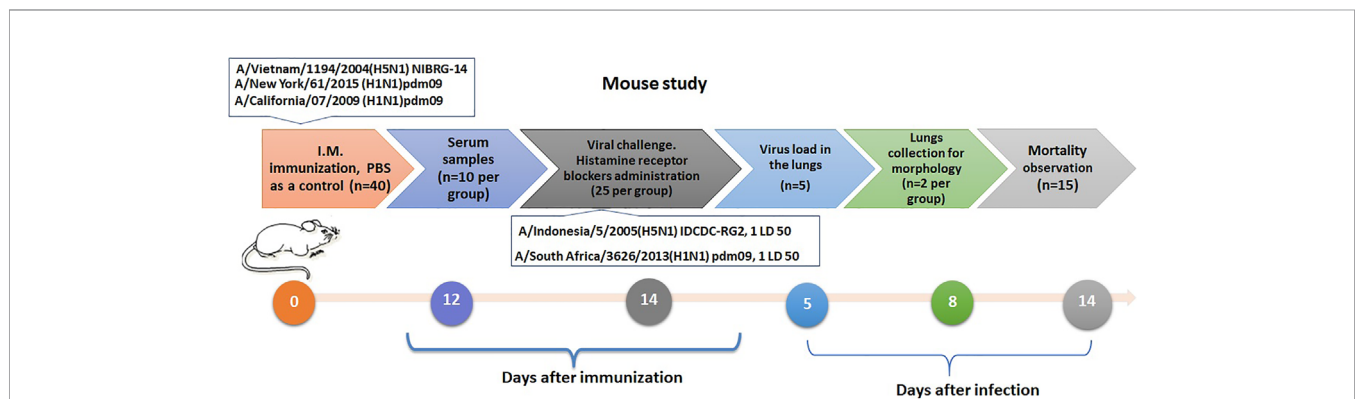 A/Vietnam/1194/2004(H5N1) NIBRG-14
A/New York/61/2015 (H1N1)pdm09
A/California/07/2009 (H1N1)pdm09
Mouse study
I.M.
immunization, PBS
as a control (n=40)
Serum
samples
(n=10 per
group)
Viral challenge.
Histamine receptor
blockers administration
(25 per group)
Virus load in
the lungs
(n=5)
Lungs
collection for
morphology
(n=2 per
group)
Mortality
observation
(n=15)
A/Indonesia/5/2005(H5N1) IDCDC-RG2, 1 LD 50
A/South Africa/3626/2013(H1N1) pdm09, 1 LD 50
0
12
14
5
8
14
Days after immunization
Days after infection